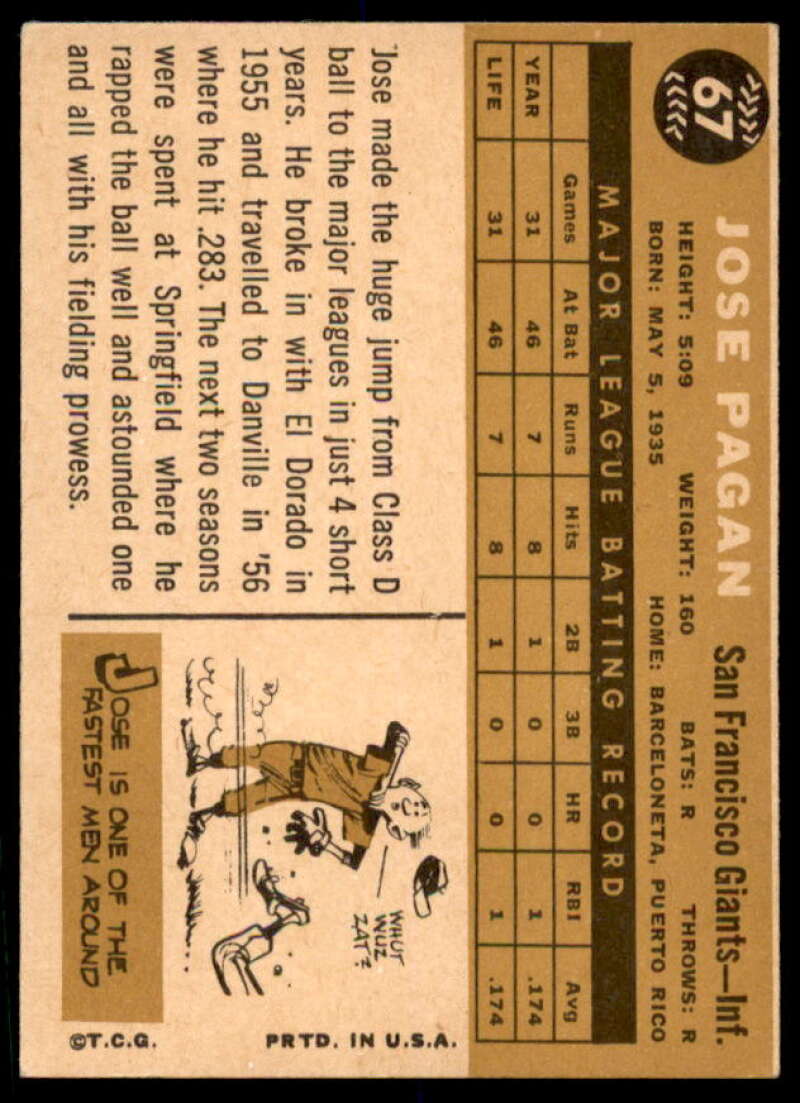 67
JOSE PAGAN San Francisco Giants—Inf.
HEIGHT: 5:09 WEIGHT: 160 BATS: R THROWS: R
BORN: MAY 5, 1935 HOME: BARCELONETA, PUERTO RICO
MAJOR LEAGUE BATTING RECORD
Games At Bat Runs Hits 2B 3B HR RBI Avg
YEAR 31 46 7 8 1 0 0 1 .174
LIFE 31 46 7 8 1 0 0 1 .174
Jose made the huge jump from Class D
ball to the major leagues in just 4 short
years. He broke in with El Dorado in
1955 and travelled to Danville in '56
where he hit .283. The next two seasons
were spent at Springfield where he
rapped the ball well and astounded one
and all with his fielding prowess.
WHUT
WUZ
ZAT?
JOSE IS ONE OF THE
FASTEST MEN AROUND
©T.C.G. PRTD. IN U.S.A.